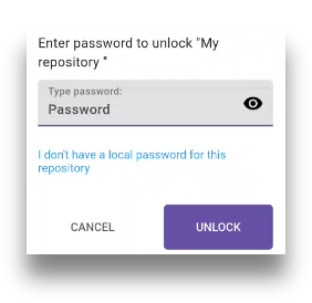 Enter password to unlock "My
repository "
Type password:
Password
I don't have a local password for this
repository
CANCEL
UNLOCK